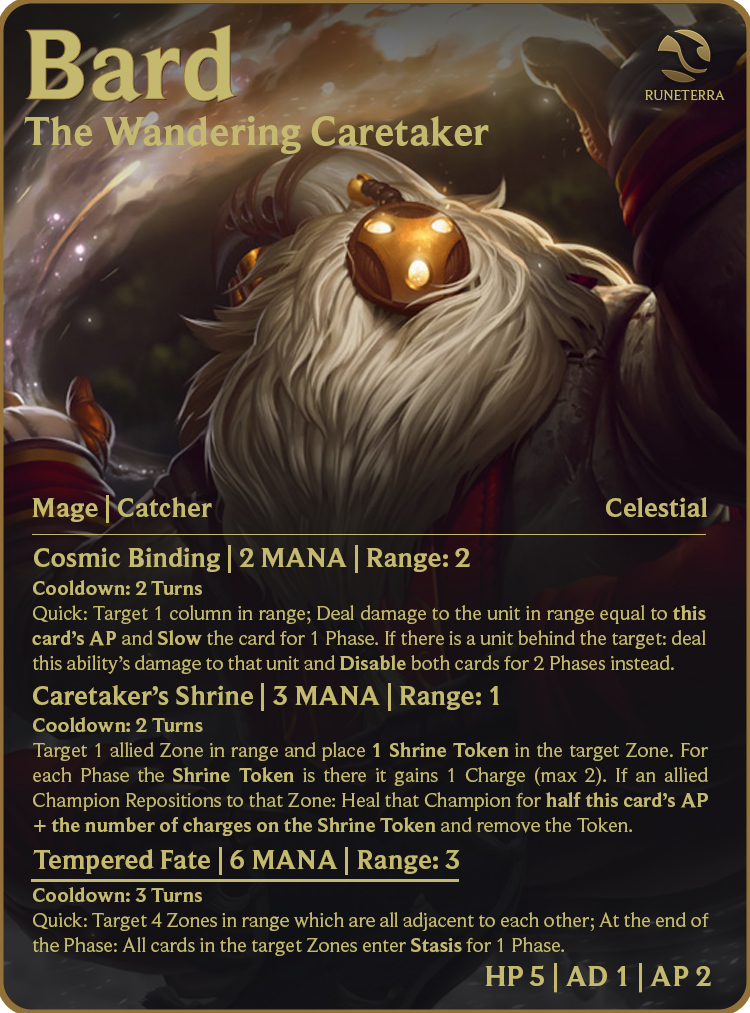 Bard
RUNETERRA
The Wandering Caretaker
Mage | Catcher
Celestial
Cosmic Binding | 2 MANA | Range: 2
Cooldown: 2 Turns
Quick: Target 1 column in range; Deal damage to the unit in range equal to this
card's AP and Slow the card for 1 Phase. If there is a unit behind the target: deal
this ability's damage to that unit and Disable both cards for 2 Phases instead.
Caretaker's Shrine | 3 MANA | Range: 1
Cooldown: 2 Turns
Target 1 allied Zone in range and place 1 Shrine Token in the target Zone. For
each Phase the Shrine Token is there it gains 1 Charge (max 2). If an allied
Champion Repositions to that Zone: Heal that Champion for half this card's AP
+ the number of charges on the Shrine Token and remove the Token.
Tempered Fate | 6 MANA | Range: 3
Cooldown: 3 Turns
Quick: Target 4 Zones in range which are all adjacent to each other; At the end of
the Phase: All cards in the target Zones enter Stasis for 1 Phase.
HP 5 | AD 1 | AP 2